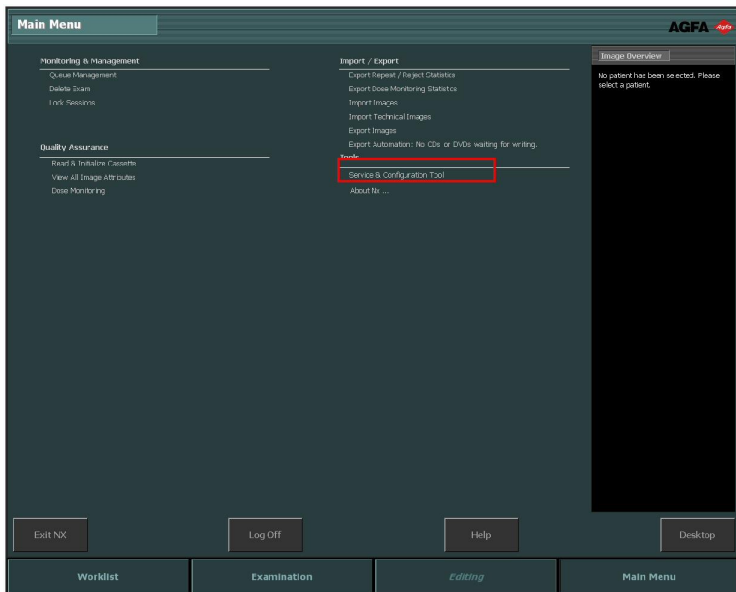 Main Menu
AGFA
Agfa
Monitoring & Management
Queue Management
Delete Exam
Lock Sessions
Quality Assurance
Read & Initialize Cassette
View All Image Attributes
Dose Monitoring
Import / Export
Export Repeat / Reject Statistics
Export Dose Monitoring Statistics
Import Images
Import Technical Images
Export Images
Export Automation: No CDs or DVDs waiting for writing.
Tools
Service & Configuration Tool
About Nx ...
Image Overview
No patient has been selected. Please
select a patient.
Exit NX
Log Off
Help
Desktop
Worklist
Examination
Editing
Main Menu